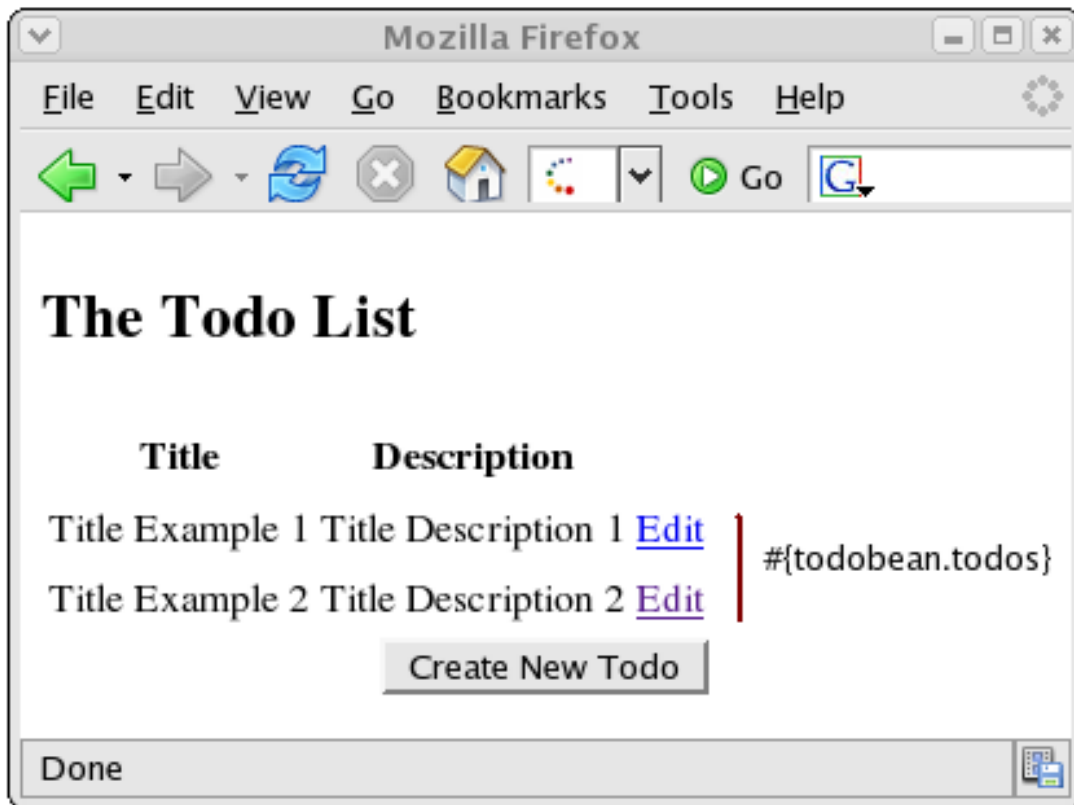 Mozilla Firefox
File Edit View Go Bookmarks Tools Help
Go G
The Todo List
Title Description
Title Example 1 Title Description 1 Edit
#{todobean.todos}
Title Example 2 Title Description 2 Edit
Create New Todo
Done